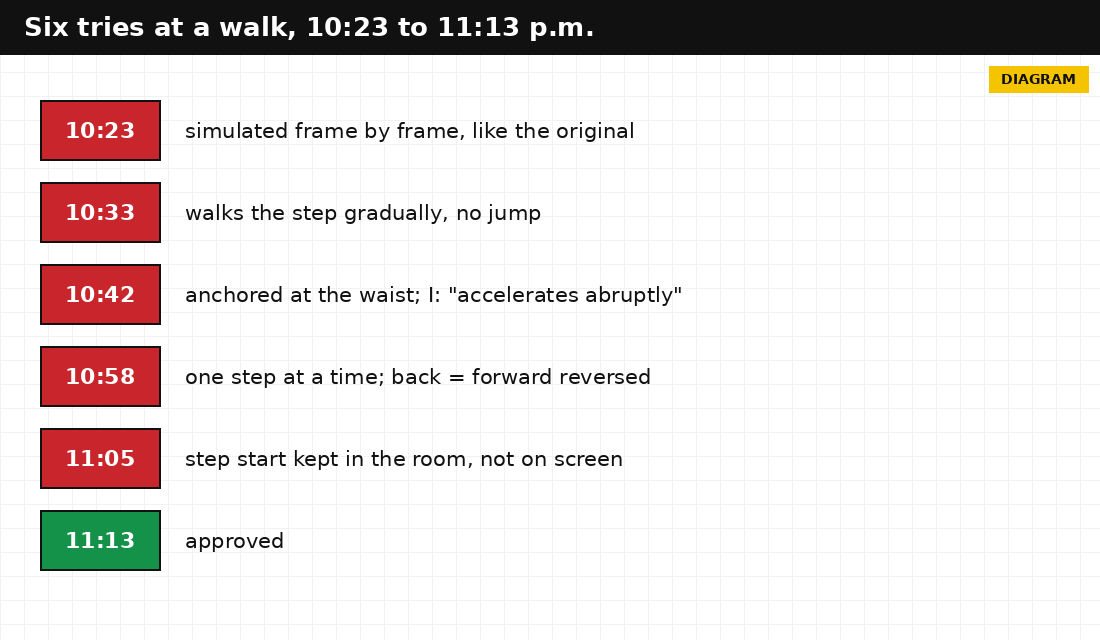 Six tries at a walk, 10:23 to 11:13 p.m.
DIAGRAM
10:23 simulated frame by frame, like the original
10:33 walks the step gradually, no jump
10:42 anchored at the waist; I: "accelerates abruptly"
10:58 one step at a time; back = forward reversed
11:05 step start kept in the room, not on screen
11:13 approved